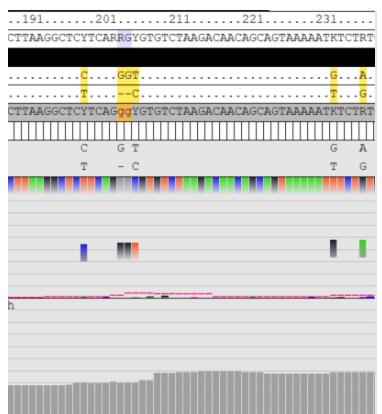 ..191.......201.......211.......221.......231.....
CTTAAGGCTCYTCARRGYGTGTCTAAGACAACAGCAGTAAAAATKTCTRT
..........C....GGT..........................G...A.
..........T....--C..........................T...G.
CTTAAGGCTCYTCAGggYGTGTCTAAGACAACAGCAGTAAAAATKTCTRT
C G T G A
T - C T G
h